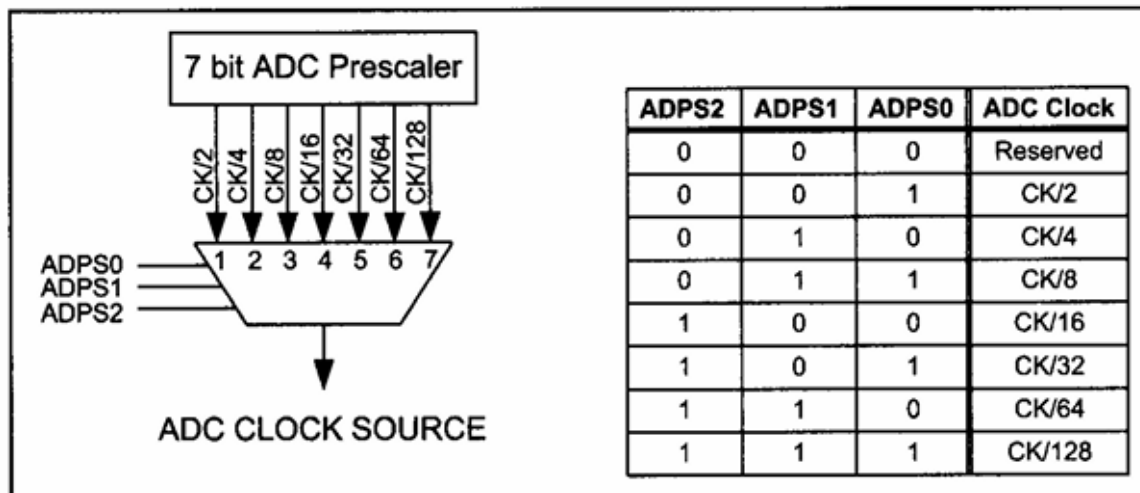 7 bit ADC Prescaler
CK/2
CK/4
CK/8
CK/16
CK/32
CK/64
CK/128
1 2 3 4 5 6 7
ADPS0
ADPS1
ADPS2
ADC CLOCK SOURCE
ADPS2 ADPS1 ADPS0 ADC Clock
0 0 0 Reserved
0 0 1 CK/2
0 1 0 CK/4
0 1 1 CK/8
1 0 0 CK/16
1 0 1 CK/32
1 1 0 CK/64
1 1 1 CK/128